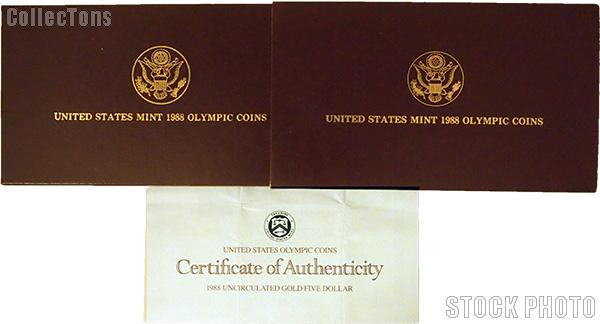 CollecTons
UNITED STATES MINT 1988 OLYMPIC COINS
UNITED STATES MINT 1988 OLYMPIC COINS
UNITED STATES OLYMPIC COINS
Certificate of Authenticity
1988 UNCIRCULATED GOLD FIVE DOLLAR
STOCK PHOTO